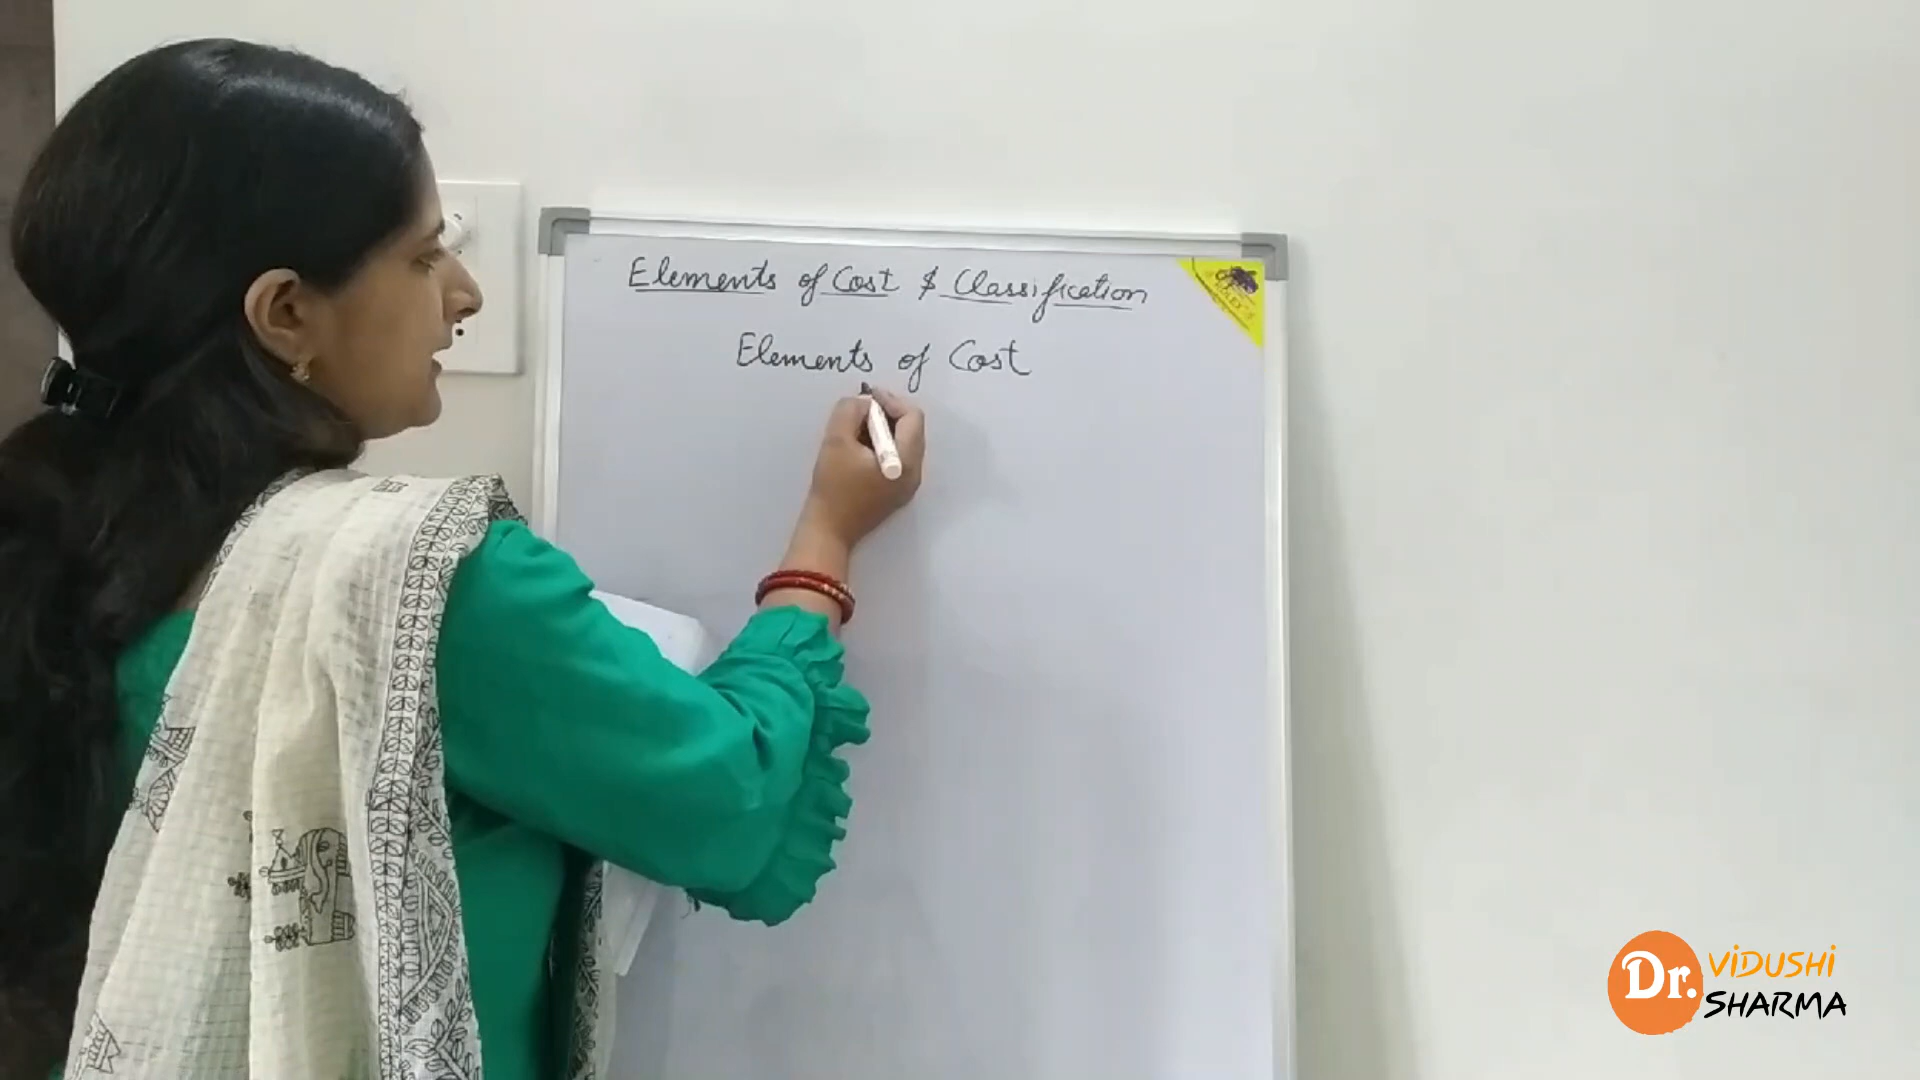 Elements of Cost & Classification
Elements of Cost
Dr. ViDUSHi
SHARMA